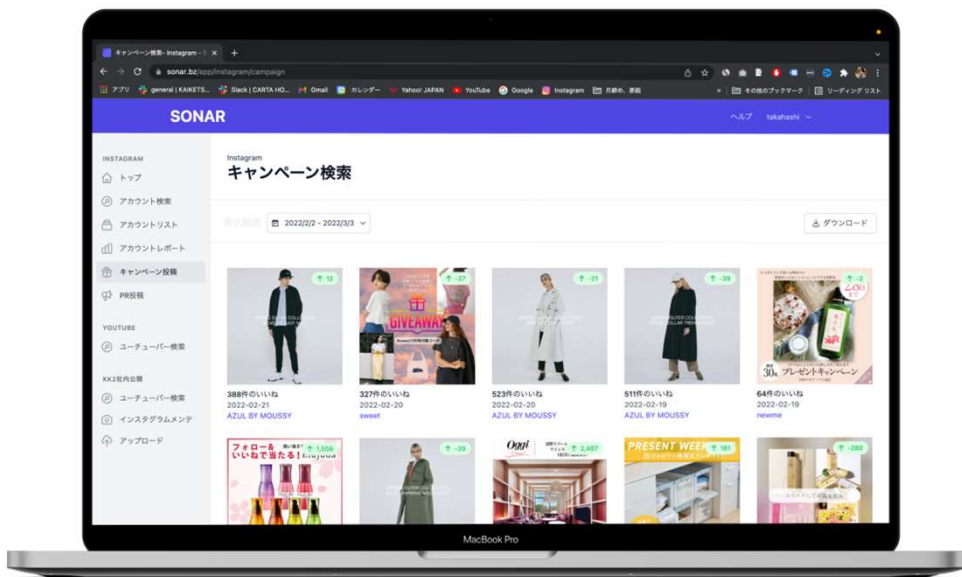 キャンペーン検索- Instagram - S
sonar.bz/app/instagram/campaign
アプリ
general | KAIKETS...
Slack | CARTA HO...
Gmail
カレンダー
Yahoo! JAPAN
YouTube
Google
Instagram
月締め、原価
»
その他のブックマーク
リーディング リスト
SONAR
ヘルプ
takahashi
INSTAGRAM
トップ
アカウント検索
アカウントリスト
アカウントレポート
キャンペーン投稿
PR投稿
YOUTUBE
ユーチューバー検索
KK2社内公開
ユーチューバー検索
インスタグラムメンテ
アップロード
Instagram
キャンペーン検索
2022/2/2 - 2022/3/3
ダウンロード
↑ 12
388件のいいね
2022-02-21
AZUL BY MOUSSY
↑ -27
GIVEAWAY
327件のいいね
2022-02-20
sweet
↑ -21
523件のいいね
2022-02-20
AZUL BY MOUSSY
↑ -39
511件のいいね
2022-02-19
AZUL BY MOUSSY
↑ -3
プレゼントキャンペーン
64件のいいね
2022-02-19
newme
フォロー&
いいねで当たる!
↑ 1,556
↑ -39
Oggi
↑ 2,467
PRESENT WEEK
↑ 181
↑ -280
MacBook Pro